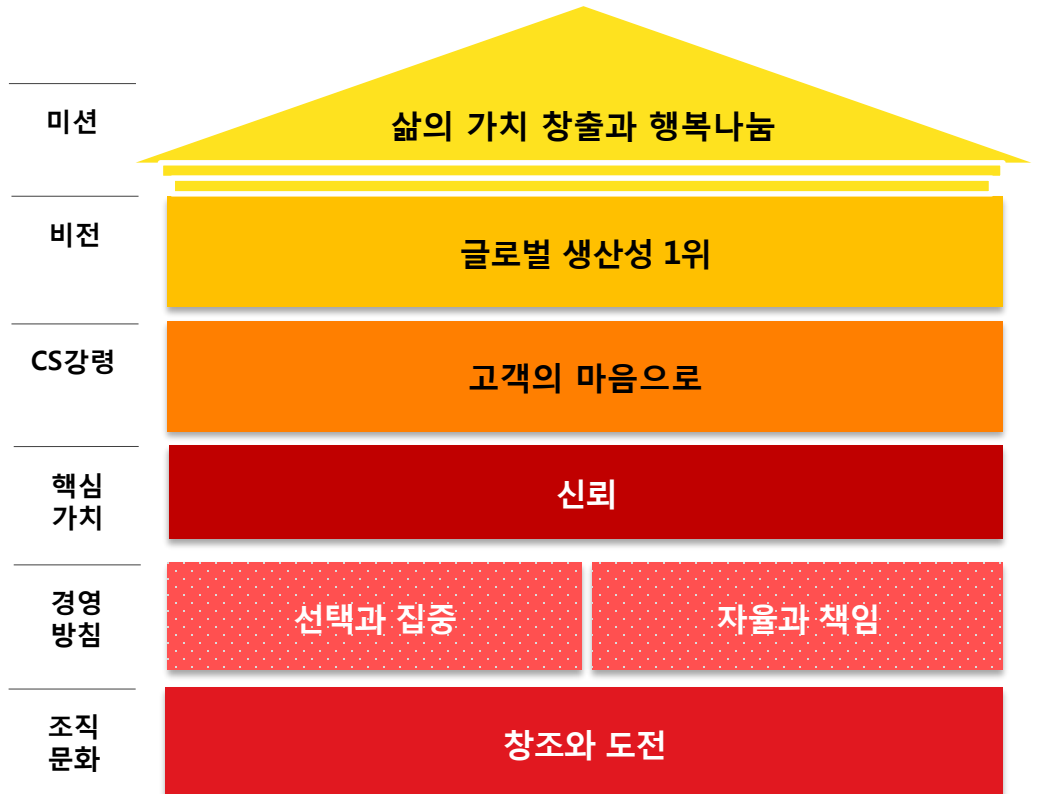 미션
삶의 가치 창출과 행복나눔
비전
글로벌 생산성 1위
CS강령
고객의 마음으로
핵심
가치
신뢰
경영
방침
선택과 집중
자율과 책임
조직
문화
창조와 도전